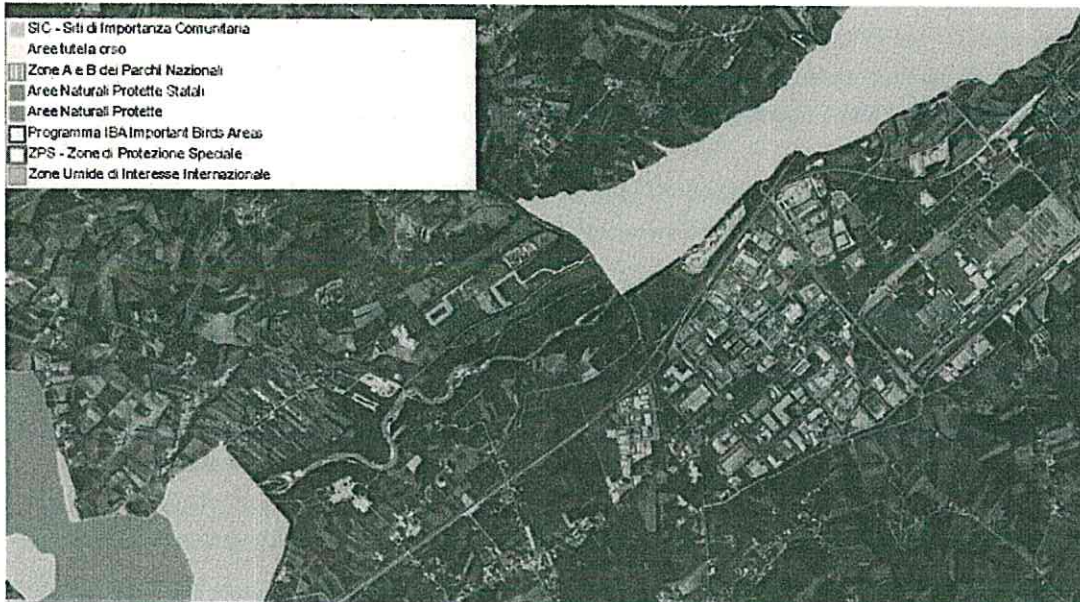 SIC - Siti di Importanza Comunitaria
Aree tutela orso
Zone A e B dei Parchi Nazionali
Aree Naturali Protette Statali
Aree Naturali Protette
Programma IBA Important Birds Areas
ZPS - Zone di Protezione Speciale
Zone Umide di Interesse Internazionale